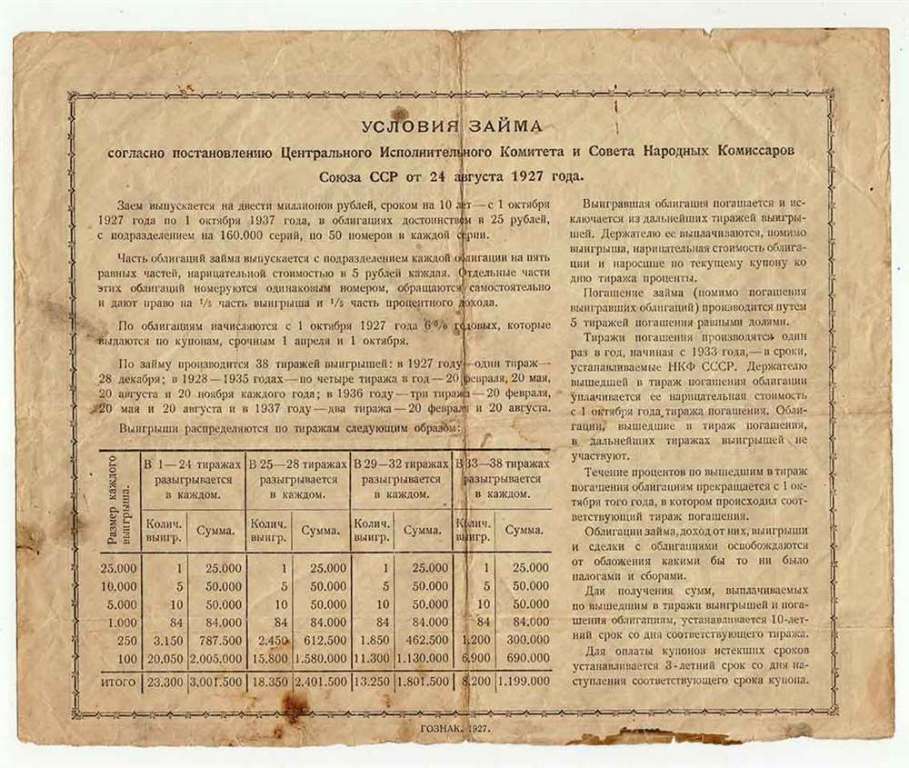 УСЛОВИЯ ЗАЙМА
согласно постановлению Центрального Исполнительного Комитета и Совета Народных Комиссаров
Союза ССР от 24 августа 1927 года.
Заем выпускается на двести миллионов рублей, сроком на 10 лет — с 1 октября
1927 года по 1 октября 1937 года, в облигациях достоинством в 25 рублей,
с подразделением на 160.000 серий, по 50 номеров в каждой серии.
Часть облигаций займа выпускается с подразделением каждой облигации на пять
равных частей, нарицательной стоимостью в 5 рублей каждая. Отдельные части
этих облигаций номеруются одинаковым номером, обращаются самостоятельно
и дают право на 1/5 часть выигрыша и 1/5 часть процентного дохода.
По облигациям начисляются с 1 октября 1927 года 6% годовых, которые
выдаются по купонам, срочным 1 апреля и 1 октября.
По займу производится 38 тиражей выигрышей: в 1927 году — один тираж —
28 декабря; в 1928—1935 годах — по четыре тиража в год — 20 февраля, 20 мая,
20 августа и 20 ноября каждого года; в 1936 году — три тиража — 20 февраля,
20 мая и 20 августа и в 1937 году — два тиража — 20 февраля и 20 августа.
Выигрыши распределяются по тиражам следующим образом:
Размер каждого выигрыша. В 1—24 тиражах разыгрывается в каждом. В 25—28 тиражах разыгрывается в каждом. В 29—32 тиражах разыгрывается в каждом. В 33—38 тиражах разыгрывается в каждом.
Колич. выигр. Сумма. Колич. выигр. Сумма. Колич. выигр. Сумма. Колич. выигр. Сумма.
25.000 1 25.000 1 25.000 1 25.000 1 25.000
10.000 5 50.000 5 50.000 5 50.000 5 50.000
5.000 10 50.000 10 50.000 10 50.000 10 50.000
1.000 84 84.000 84 84.000 84 84.000 84 84.000
250 3.150 787.500 2.450 612.500 1.850 462.500 1.200 300.000
100 20.050 2.005.000 15.800 1.580.000 11.300 1.130.000 6.900 690.000
ИТОГО 23.300 3.001.500 18.350 2.401.500 13.250 1.801.500 8.200 1.199.000
Выигравшая облигация погашается и ис-
ключается из дальнейших тиражей выигры-
шей. Держателю ее выплачиваются, помимо
выигрыша, нарицательная стоимость облига-
ции и наросшие по текущему купону ко
дню тиража проценты.
Погашение займа (помимо погашения
выигравших облигаций) производится путем
5 тиражей погашения равными долями.
Тиражи погашения производятся один
раз в год, начиная с 1933 года,— в сроки,
устанавливаемые НКФ СССР. Держателю
вышедшей в тираж погашения облигации
уплачивается ее нарицательная стоимость
с 1 октября года тиража погашения. Обли-
гации, вышедшие в тираж погашения,
в дальнейших тиражах выигрышей не
участвуют.
Течение процентов по вышедшим в тираж
погашения облигациям прекращается с 1 ок-
тября того года, в котором происходил соот-
ветствующий тираж погашения.
Облигации займа, доход от них, выигрыши
и сделки с облигациями освобождаются
от обложения какими бы то ни было
налогами и сборами.
Для получения сумм, выплачиваемых
по вышедшим в тиражи выигрышей и пога-
шения облигациям, устанавливается 10-лет-
ний срок со дня соответствующего тиража.
Для оплаты купонов истекших сроков
устанавливается 3-летний срок со дня на-
ступления соответствующего срока купона.
ГОЗНАК. 1927.